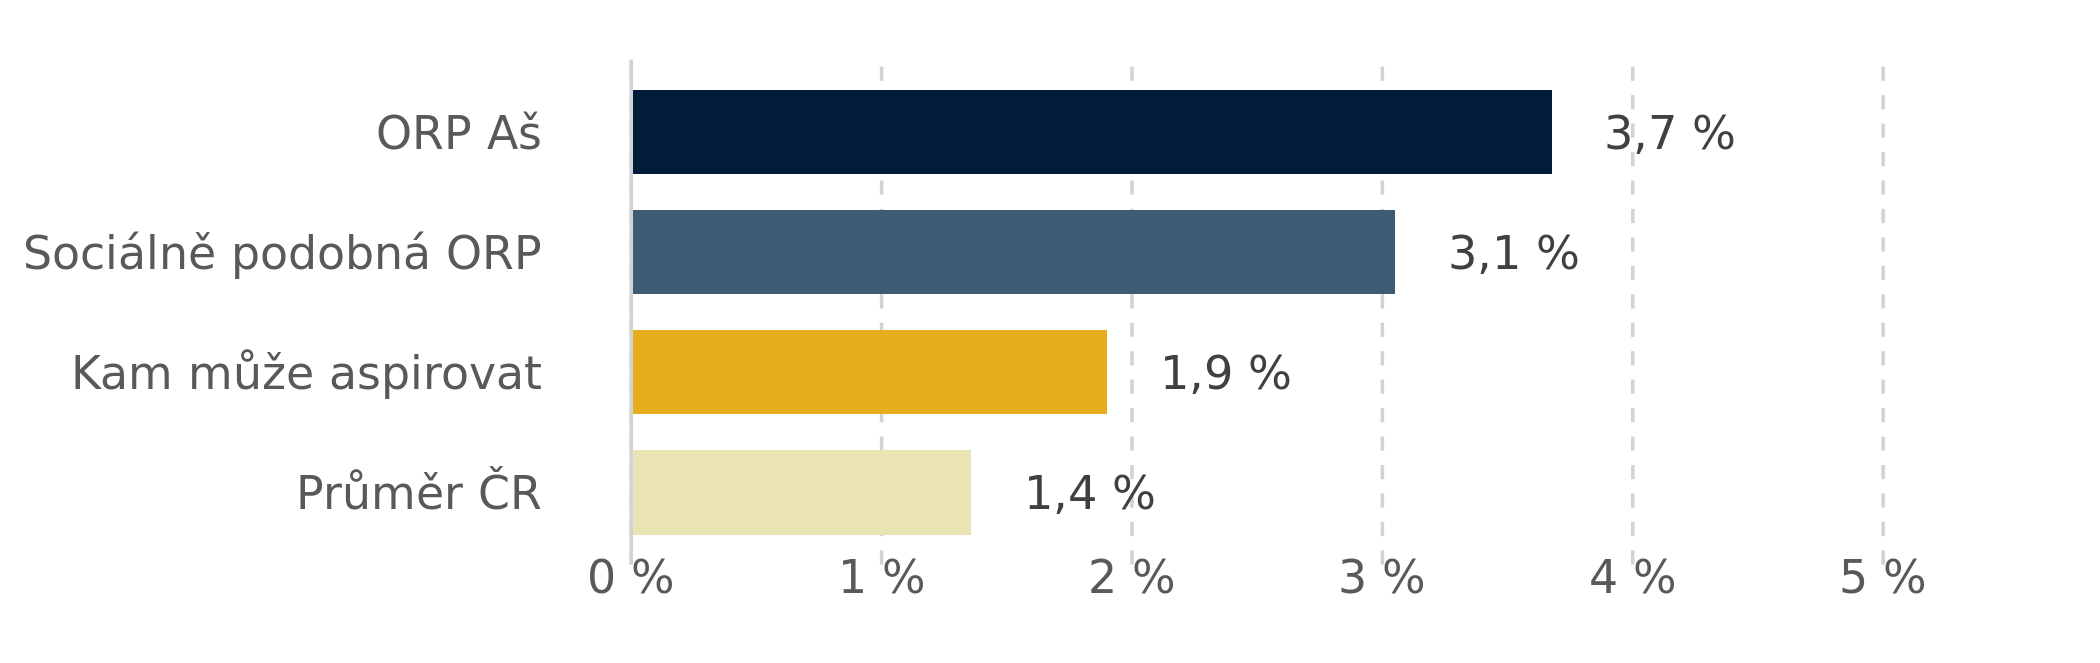 ORP Aš 3,7 %
Sociálně podobná ORP 3,1 %
Kam může aspirovat 1,9 %
Průměr ČR 1,4 %
0 % 1 % 2 % 3 % 4 % 5 %